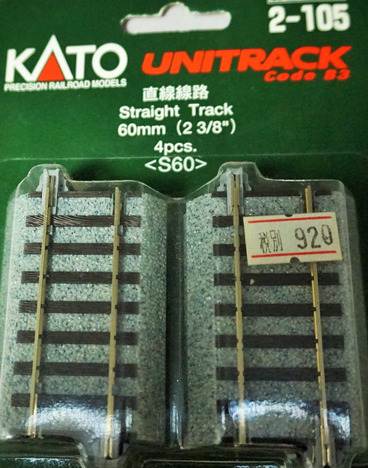 2-105
KATO
PRECISION RAILROAD MODELS
UNITRACK
Code 83
直線線路
Straight Track
60mm (2 3/8")
4pcs.
<S60>
税別 920